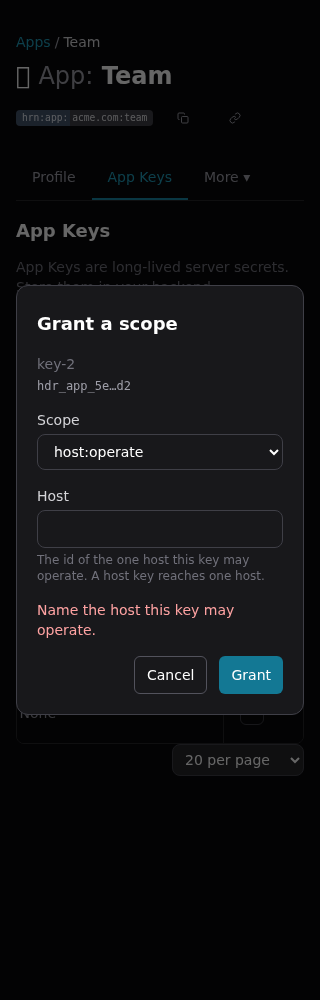 Apps / Team
App: Team
hrn:app: acme.com:team
Profile App Keys More ▾
App Keys
App Keys are long-lived server secrets.
Grant a scope
key-2
hdr_app_5e…d2
Scope
host:operate
Host
The id of the one host this key may
operate. A host key reaches one host.
Name the host this key may
operate.
Cancel Grant
None
20 per page